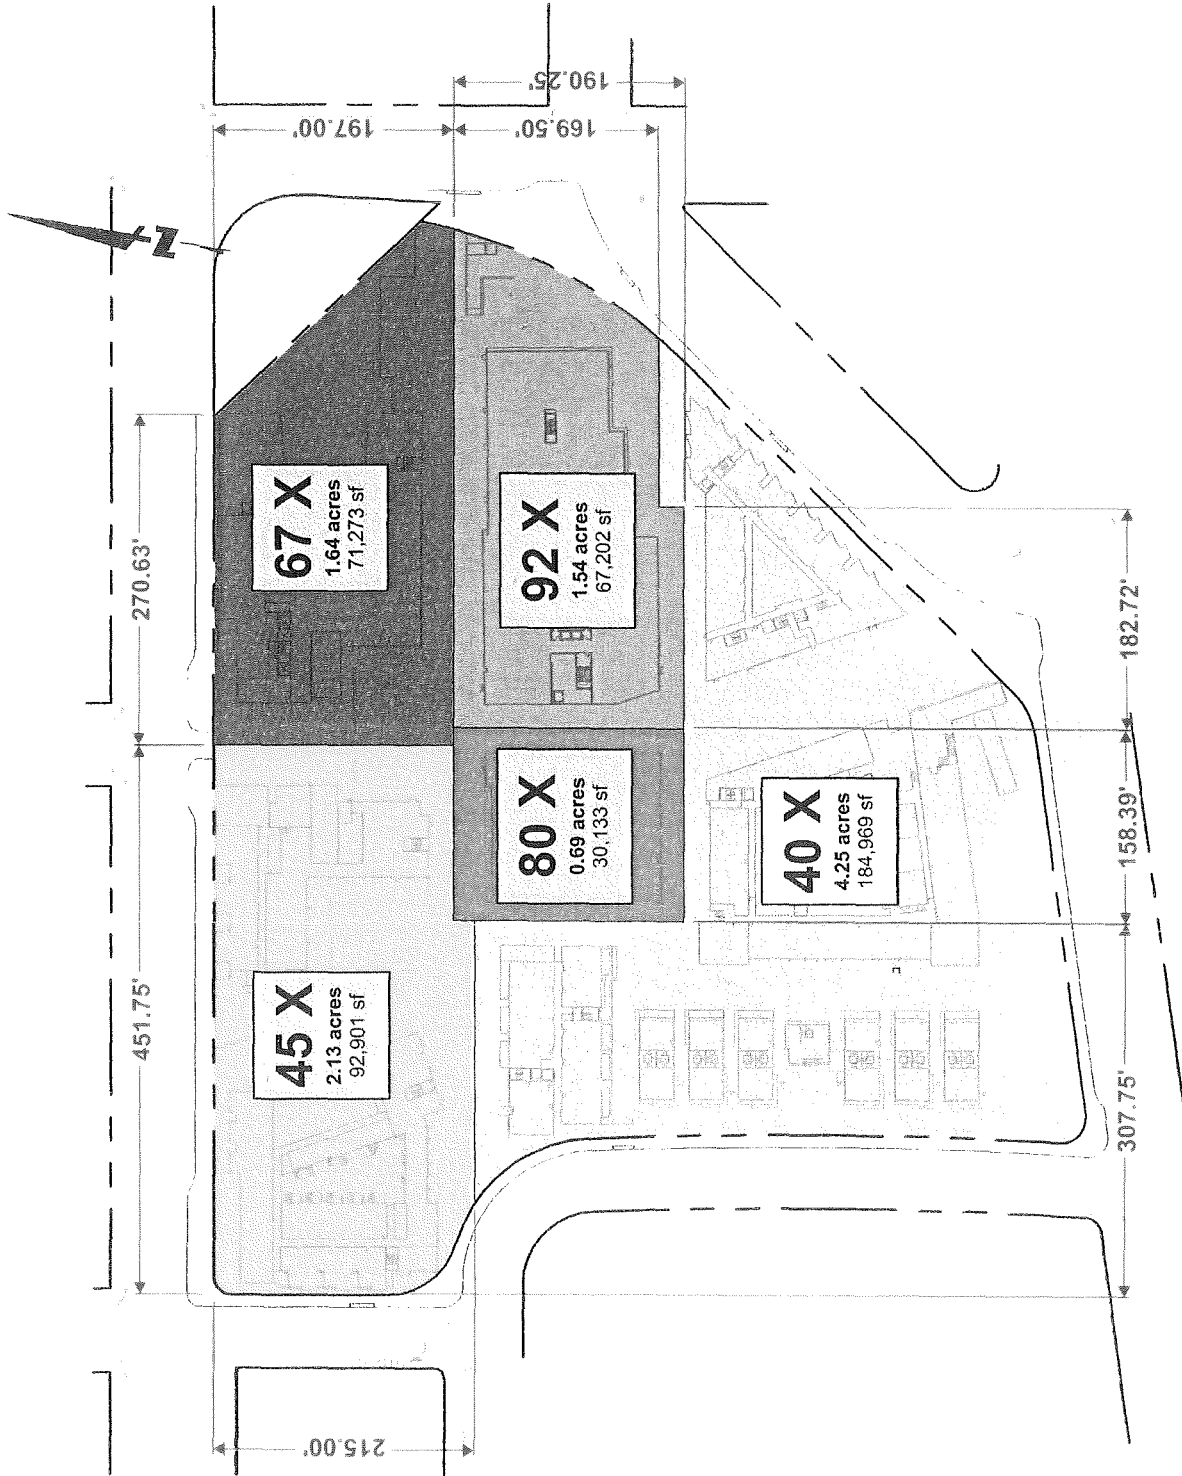 190.25'
197.00'
169.50'
N
270.63'
67 X
1.64 acres
71,273 sf
92 X
1.54 acres
67,202 sf
182.72'
451.75'
80 X
0.69 acres
30,133 sf
40 X
4.25 acres
184,969 sf
158.39'
45 X
2.13 acres
92,901 sf
307.75'
215.00'